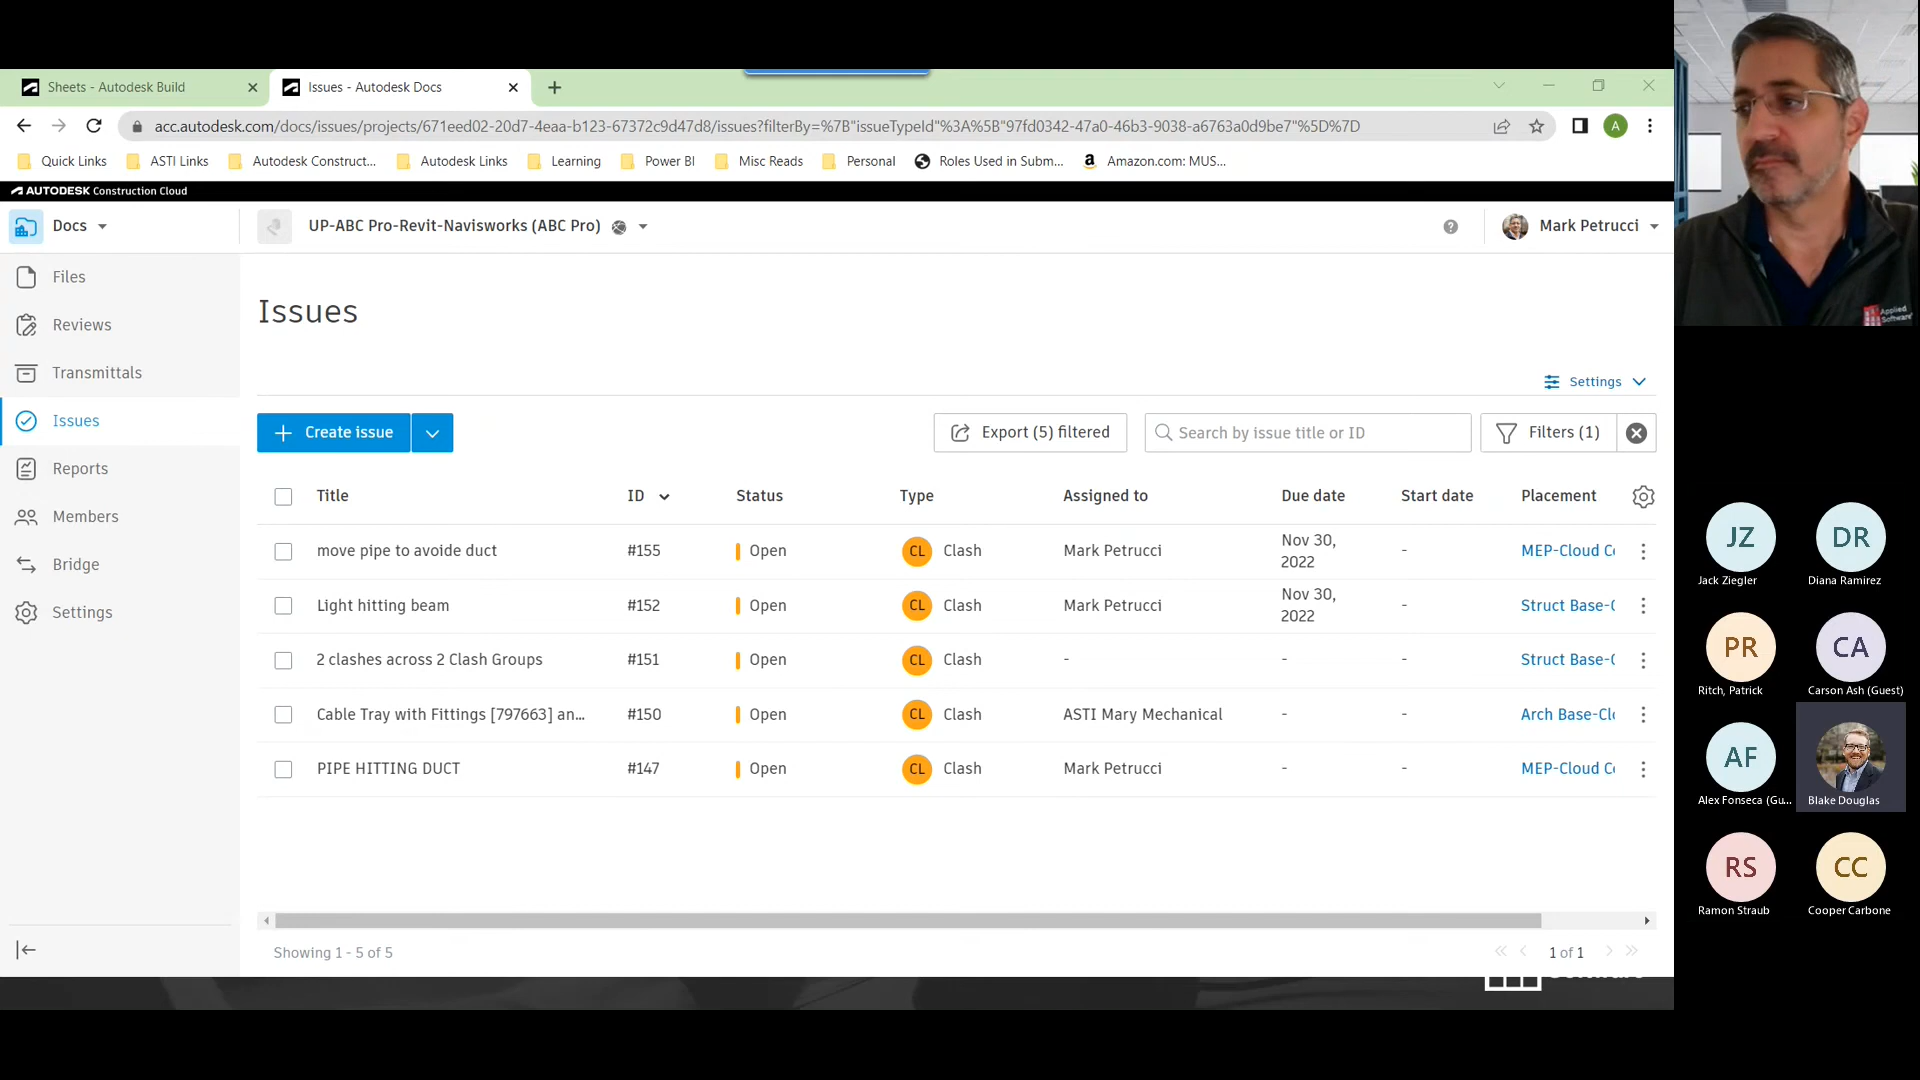 Sheets - Autodesk Build
Issues - Autodesk Docs
acc.autodesk.com/docs/issues/projects/671eed02-20d7-4eaa-b123-67372c9d47d8/issues?filterBy=%7B"issueTypeId"%3A%5B"97fd0342-47a0-46b3-9038-a6763a0d9be7"%5D%7D
A
Quick Links
ASTI Links
Autodesk Construct...
Autodesk Links
Learning
Power BI
Misc Reads
Personal
Roles Used in Subm...
Amazon.com: MUS...
AUTODESK Construction Cloud
Docs
UP-ABC Pro-Revit-Navisworks (ABC Pro)
Mark Petrucci
Files
Reviews
Transmittals
Issues
Reports
Members
Bridge
Settings
Issues
Settings
Create issue
Export (5) filtered
Search by issue title or ID
Filters (1)
Title ID Status Type Assigned to Due date Start date Placement
move pipe to avoide duct #155 Open CL Clash Mark Petrucci Nov 30, 2022 - MEP-Cloud Co
Light hitting beam #152 Open CL Clash Mark Petrucci Nov 30, 2022 - Struct Base-C
2 clashes across 2 Clash Groups #151 Open CL Clash - - - Struct Base-C
Cable Tray with Fittings [797663] an... #150 Open CL Clash ASTI Mary Mechanical - - Arch Base-Clo
PIPE HITTING DUCT #147 Open CL Clash Mark Petrucci - - MEP-Cloud Co
Showing 1 - 5 of 5
1 of 1
Applied
Software
JZ
Jack Ziegler
DR
Diana Ramirez
PR
Ritch, Patrick
CA
Carson Ash (Guest)
AF
Alex Fonseca (Gu...
Blake Douglas
RS
Ramon Straub
CC
Cooper Carbone